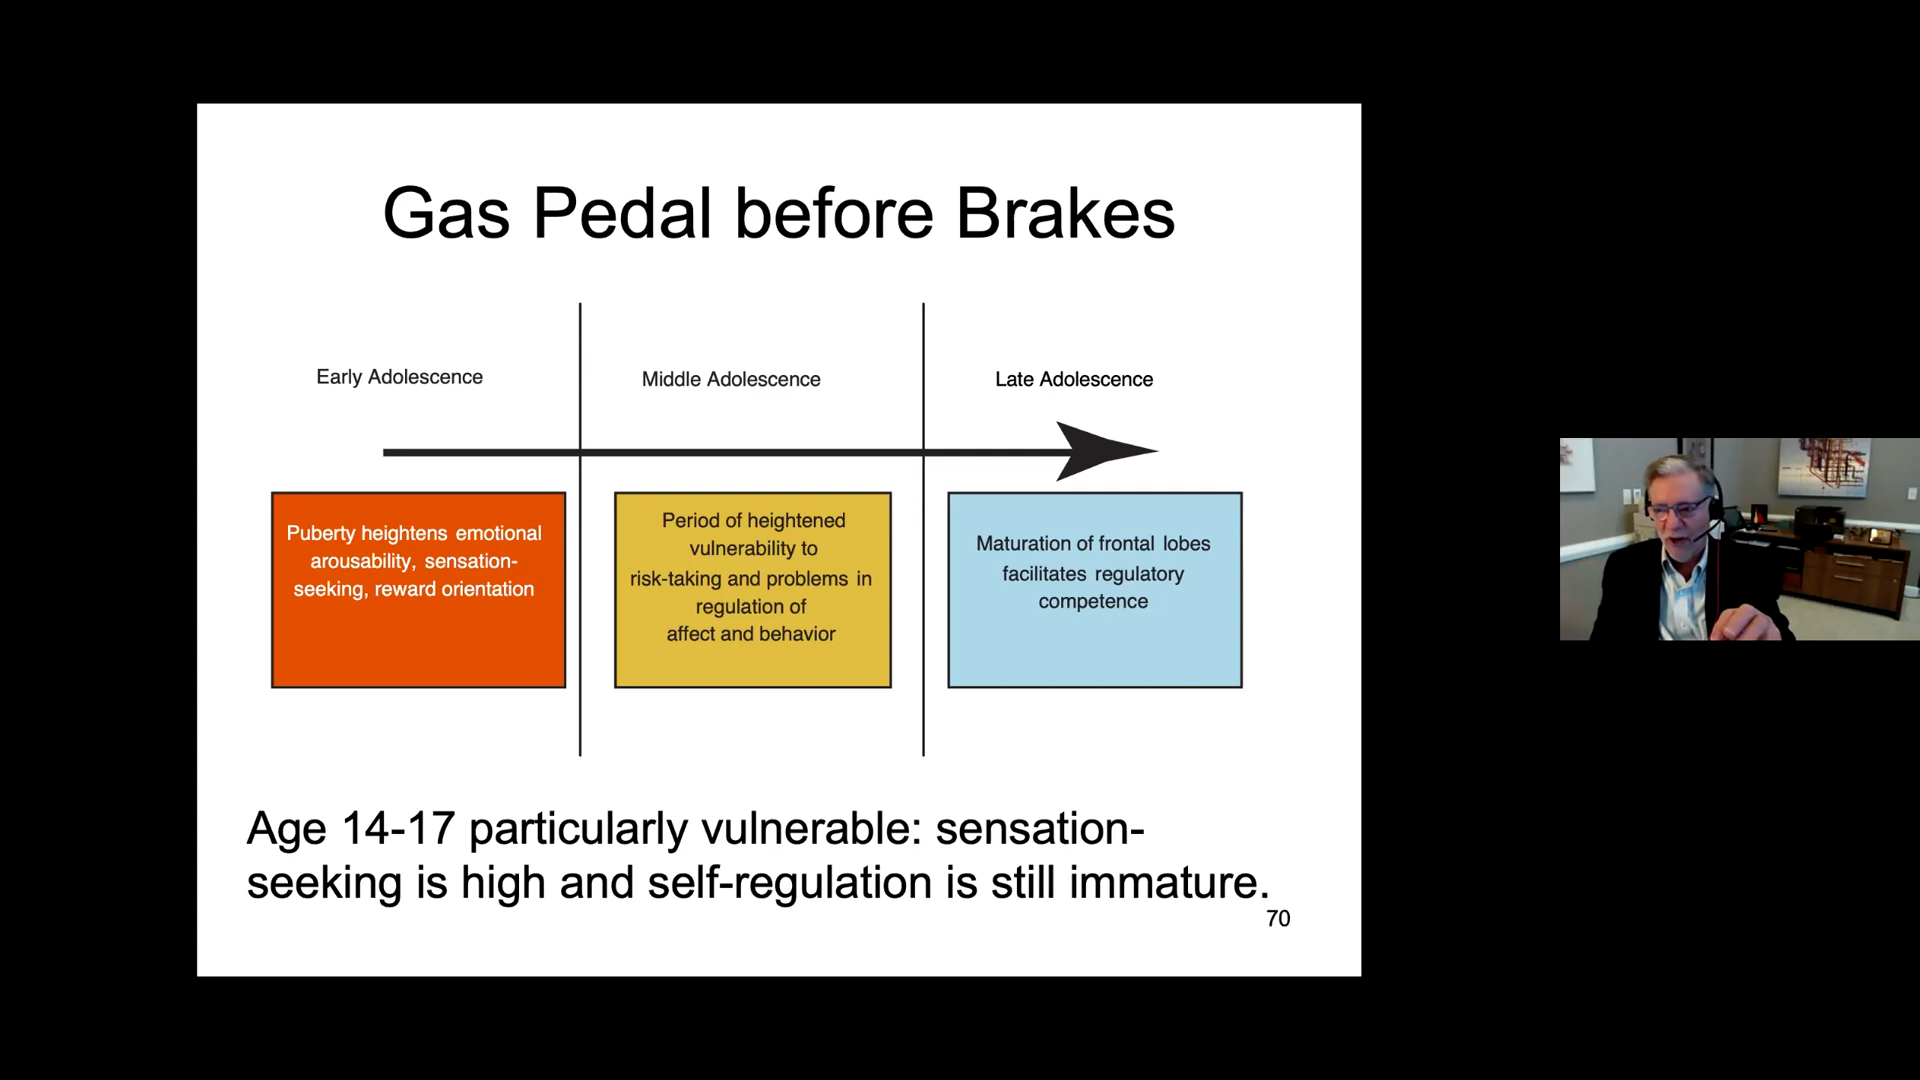 Gas Pedal before Brakes
Early Adolescence
Middle Adolescence
Late Adolescence
Puberty heightens emotional
arousability, sensation-
seeking, reward orientation
Period of heightened
vulnerability to
risk-taking and problems in
regulation of
affect and behavior
Maturation of frontal lobes
facilitates regulatory
competence
Age 14-17 particularly vulnerable: sensation-
seeking is high and self-regulation is still immature.
70